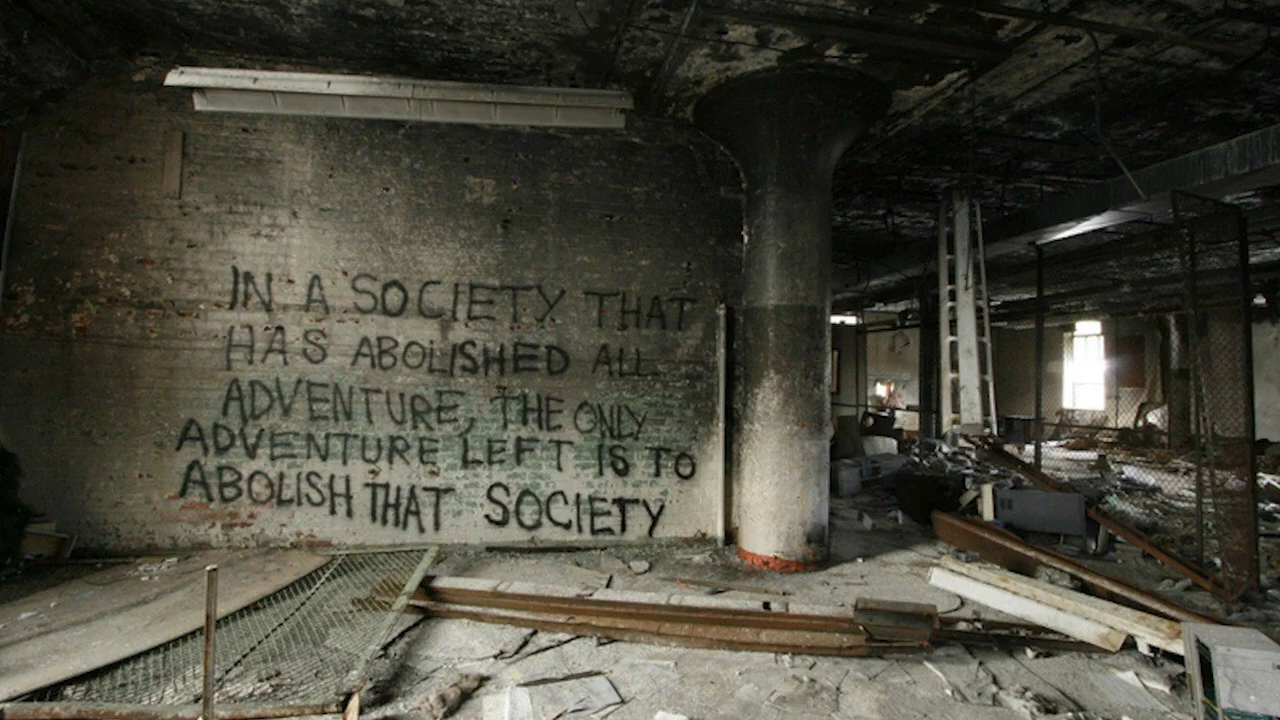 IN A SOCIETY THAT
HAS ABOLISHED ALL
ADVENTURE, THE ONLY
ADVENTURE LEFT IS TO
ABOLISH THAT SOCIETY